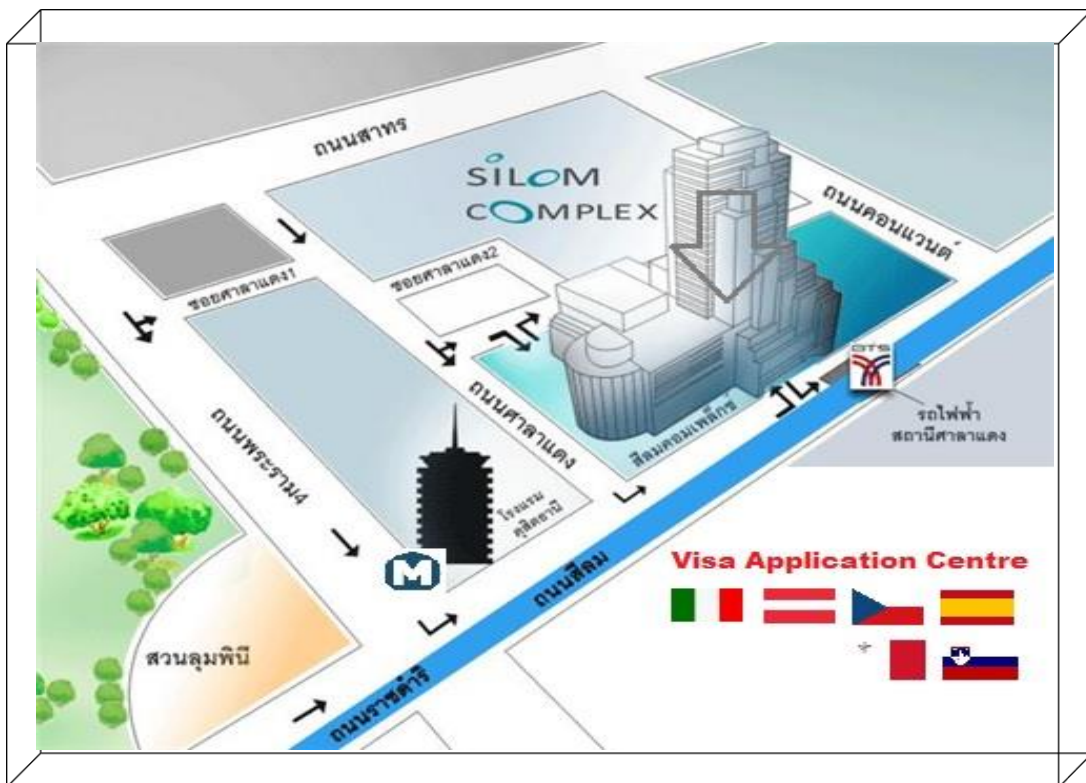 ถนนสาทร
SILOM
COMPLEX
ถนนคอนแวนต์
ซอยศาลาแดง1
ซอยศาลาแดง2
BTS
รถไฟฟ้า
สถานีศาลาแดง
สีลมคอมเพล็กซ์
ถนนศาลาแดง
ถนนพระราม4
โรงแรม
ดุสิตธานี
M
ถนนสีลม
Visa Application Centre
สวนลุมพินี
ถนนราชดำริ